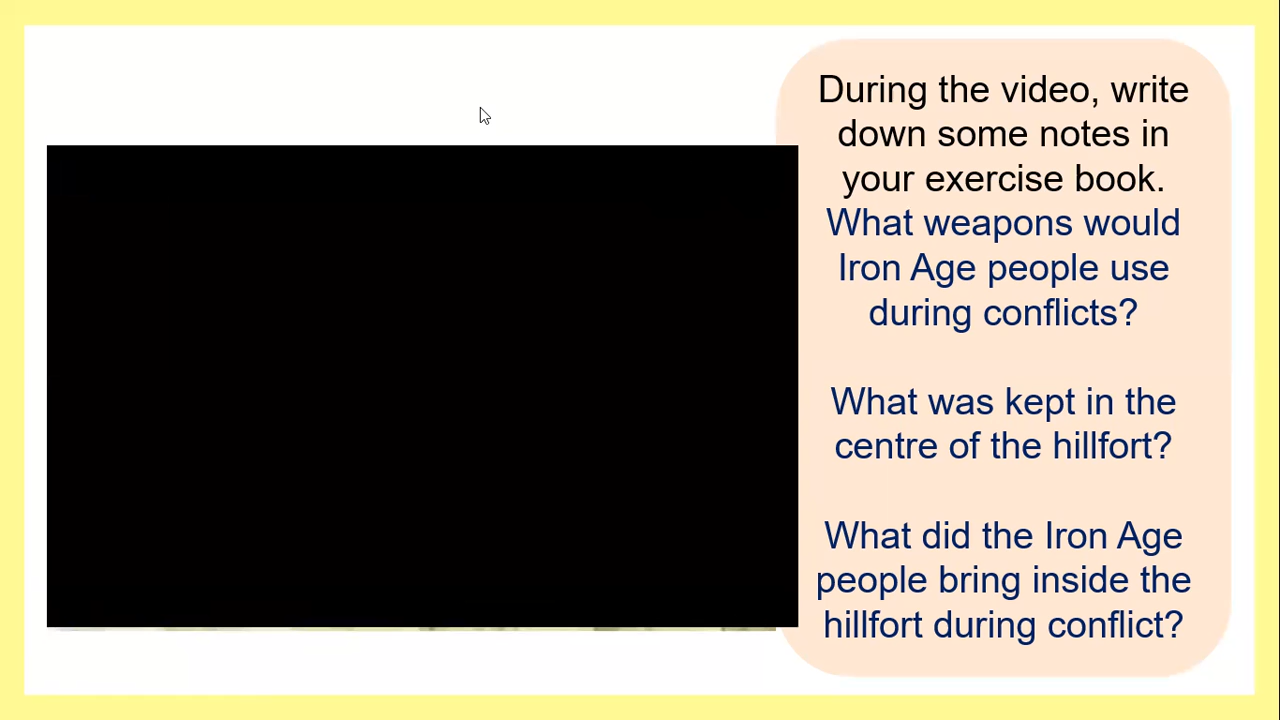 During the video, write
down some notes in
your exercise book.
What weapons would
Iron Age people use
during conflicts?
What was kept in the
centre of the hillfort?
What did the Iron Age
people bring inside the
hillfort during conflict?